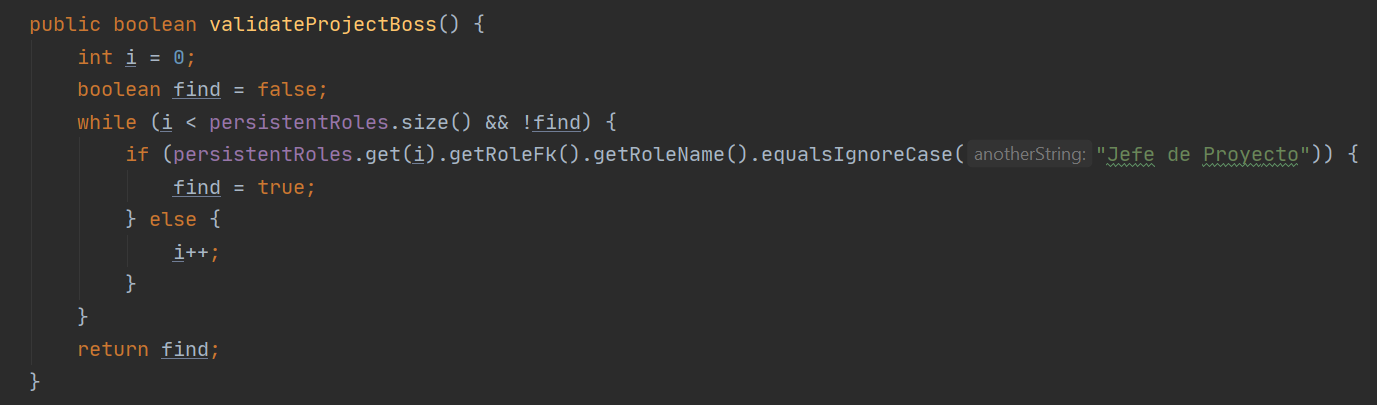 public boolean validateProjectBoss() {
int i = 0;
boolean find = false;
while (i < persistentRoles.size() && !find) {
if (persistentRoles.get(i).getRoleFk().getRoleName().equalsIgnoreCase( anotherString: "Jefe de Proyecto")) {
find = true;
} else {
i++;
}
}
return find;
}